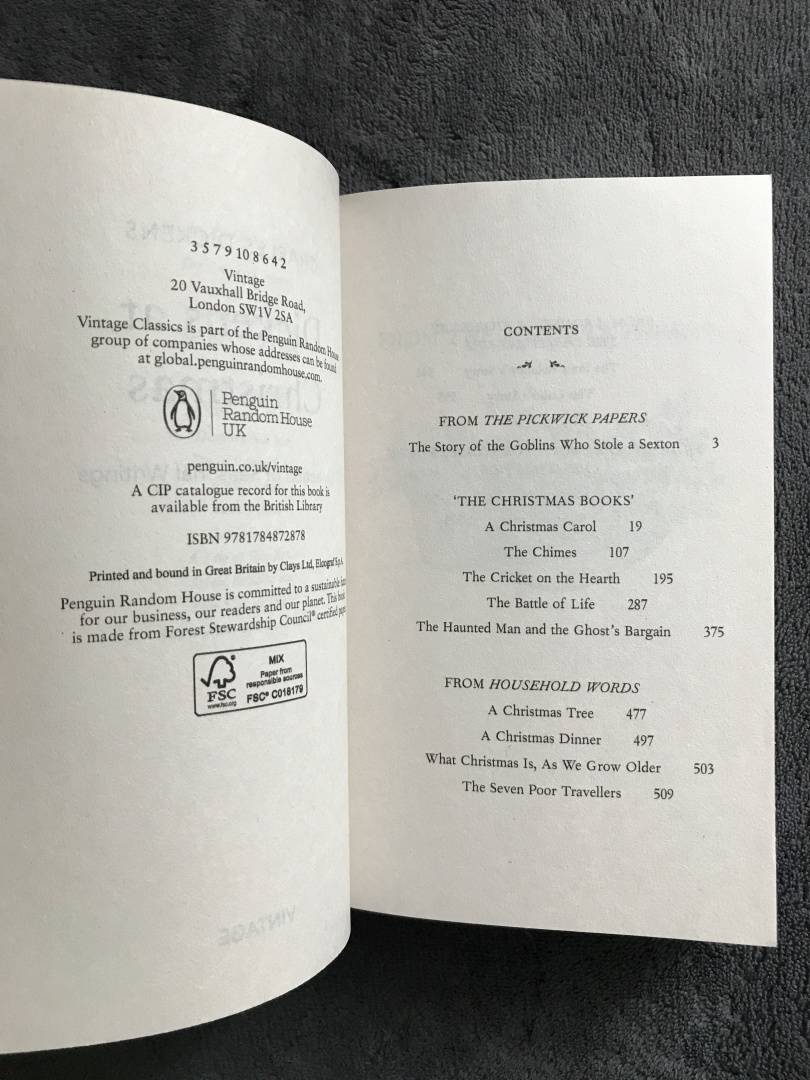 3 5 7 9 10 8 6 4 2
Vintage
20 Vauxhall Bridge Road,
London SW1V 2SA
Vintage Classics is part of the Penguin Random House
group of companies whose addresses can be found
at global.penguinrandomhouse.com.
Penguin
Random House
UK
penguin.co.uk/vintage
A CIP catalogue record for this book is
available from the British Library
ISBN 9781784872878
Printed and bound in Great Britain by Clays Ltd, Elcograf S.p.A.
Penguin Random House is committed to a sustainable
for our business, our readers and our planet. This book
is made from Forest Stewardship Council® certified
FSC
www.fsc.org
MIX
Paper from
responsible sources
FSC® C018179
VINTAGE
CONTENTS
FROM THE PICKWICK PAPERS
The Story of the Goblins Who Stole a Sexton 3
'THE CHRISTMAS BOOKS'
A Christmas Carol 19
The Chimes 107
The Cricket on the Hearth 195
The Battle of Life 287
The Haunted Man and the Ghost's Bargain 375
FROM HOUSEHOLD WORDS
A Christmas Tree 477
A Christmas Dinner 497
What Christmas Is, As We Grow Older 503
The Seven Poor Travellers 509